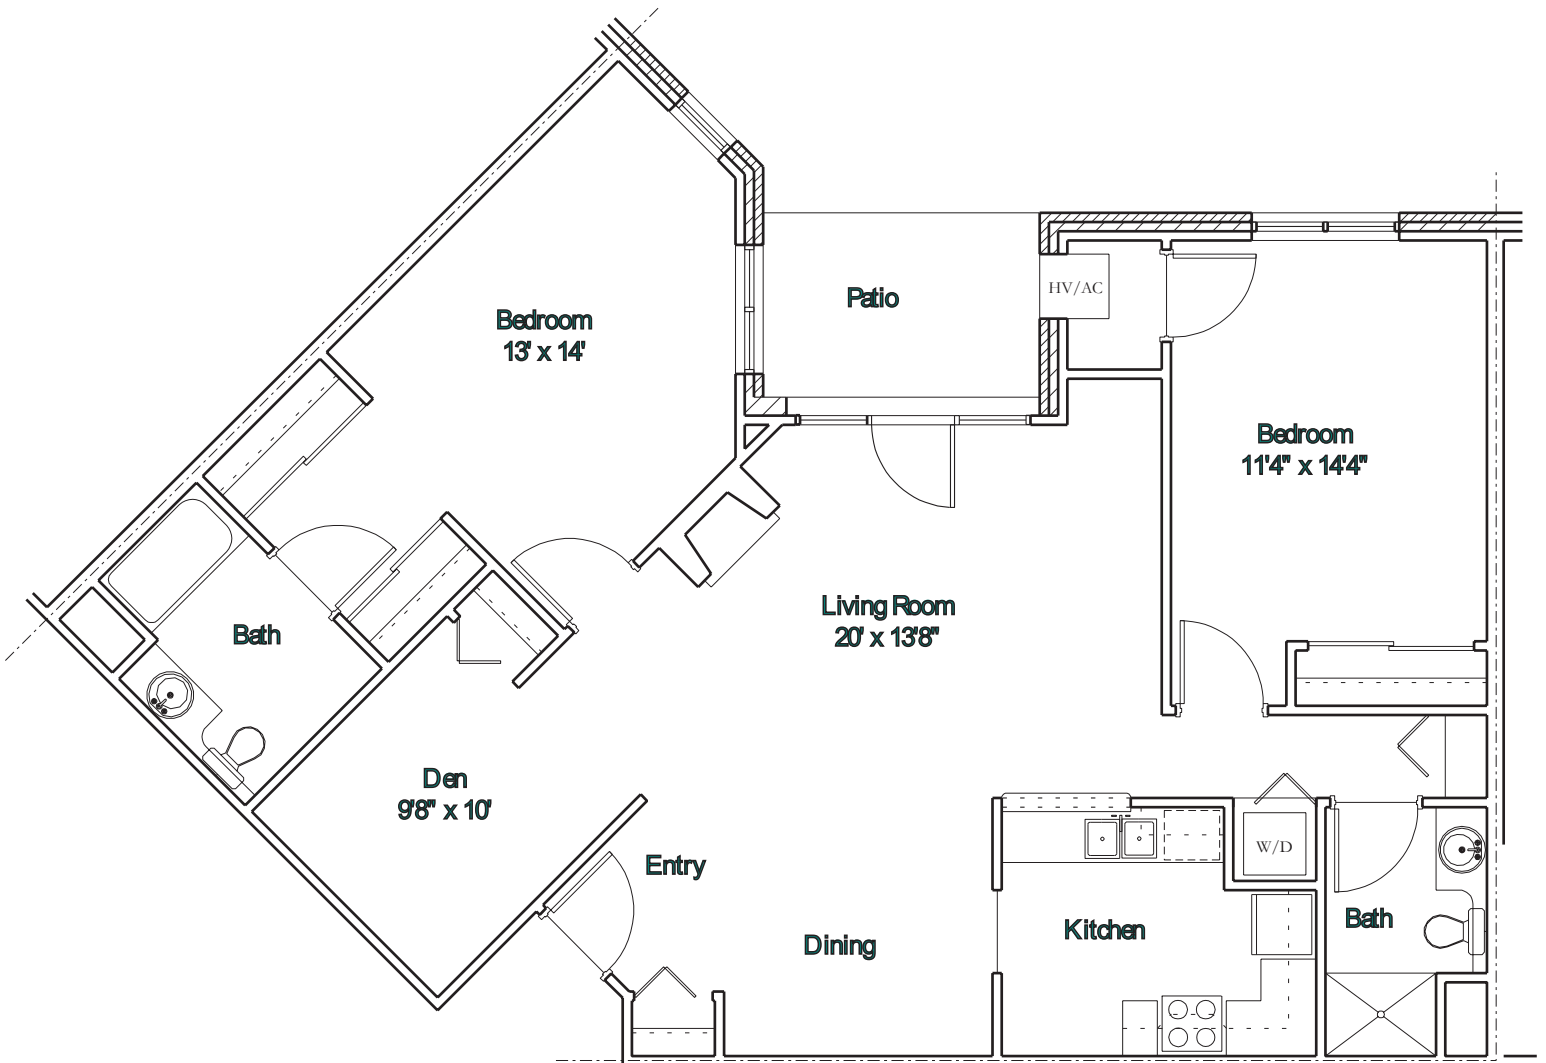 HV/AC
Patio
Bedroom
13' x 14'
Bedroom
11'4" x 14'4"
Living Room
20' x 13'8"
Bath
Den
9'8" x 10'
W/D
Entry
Bath
Kitchen
Dining